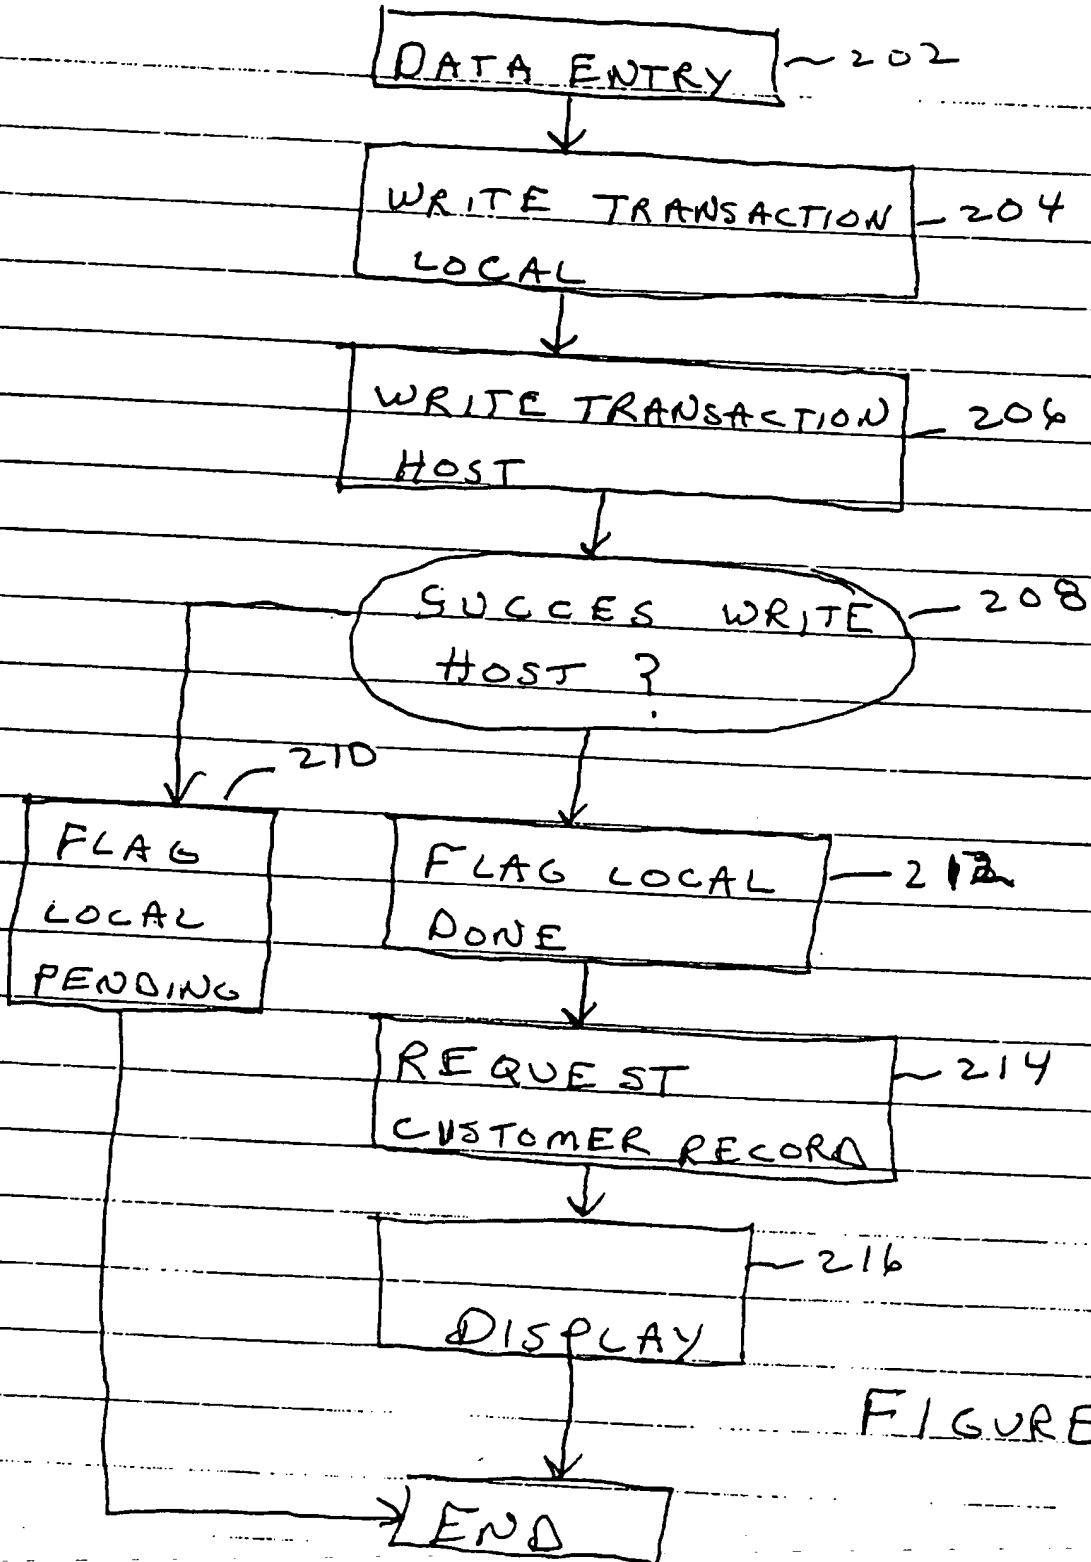 DATA ENTRY
202
WRITE TRANSACTION
LOCAL
204
WRITE TRANSACTION
HOST
206
SUCCES WRITE
HOST ?
208
210
FLAG
LOCAL
PENDING
FLAG LOCAL
DONE
212
REQUEST
CUSTOMER RECORD
214
DISPLAY
216
FIGURE
END